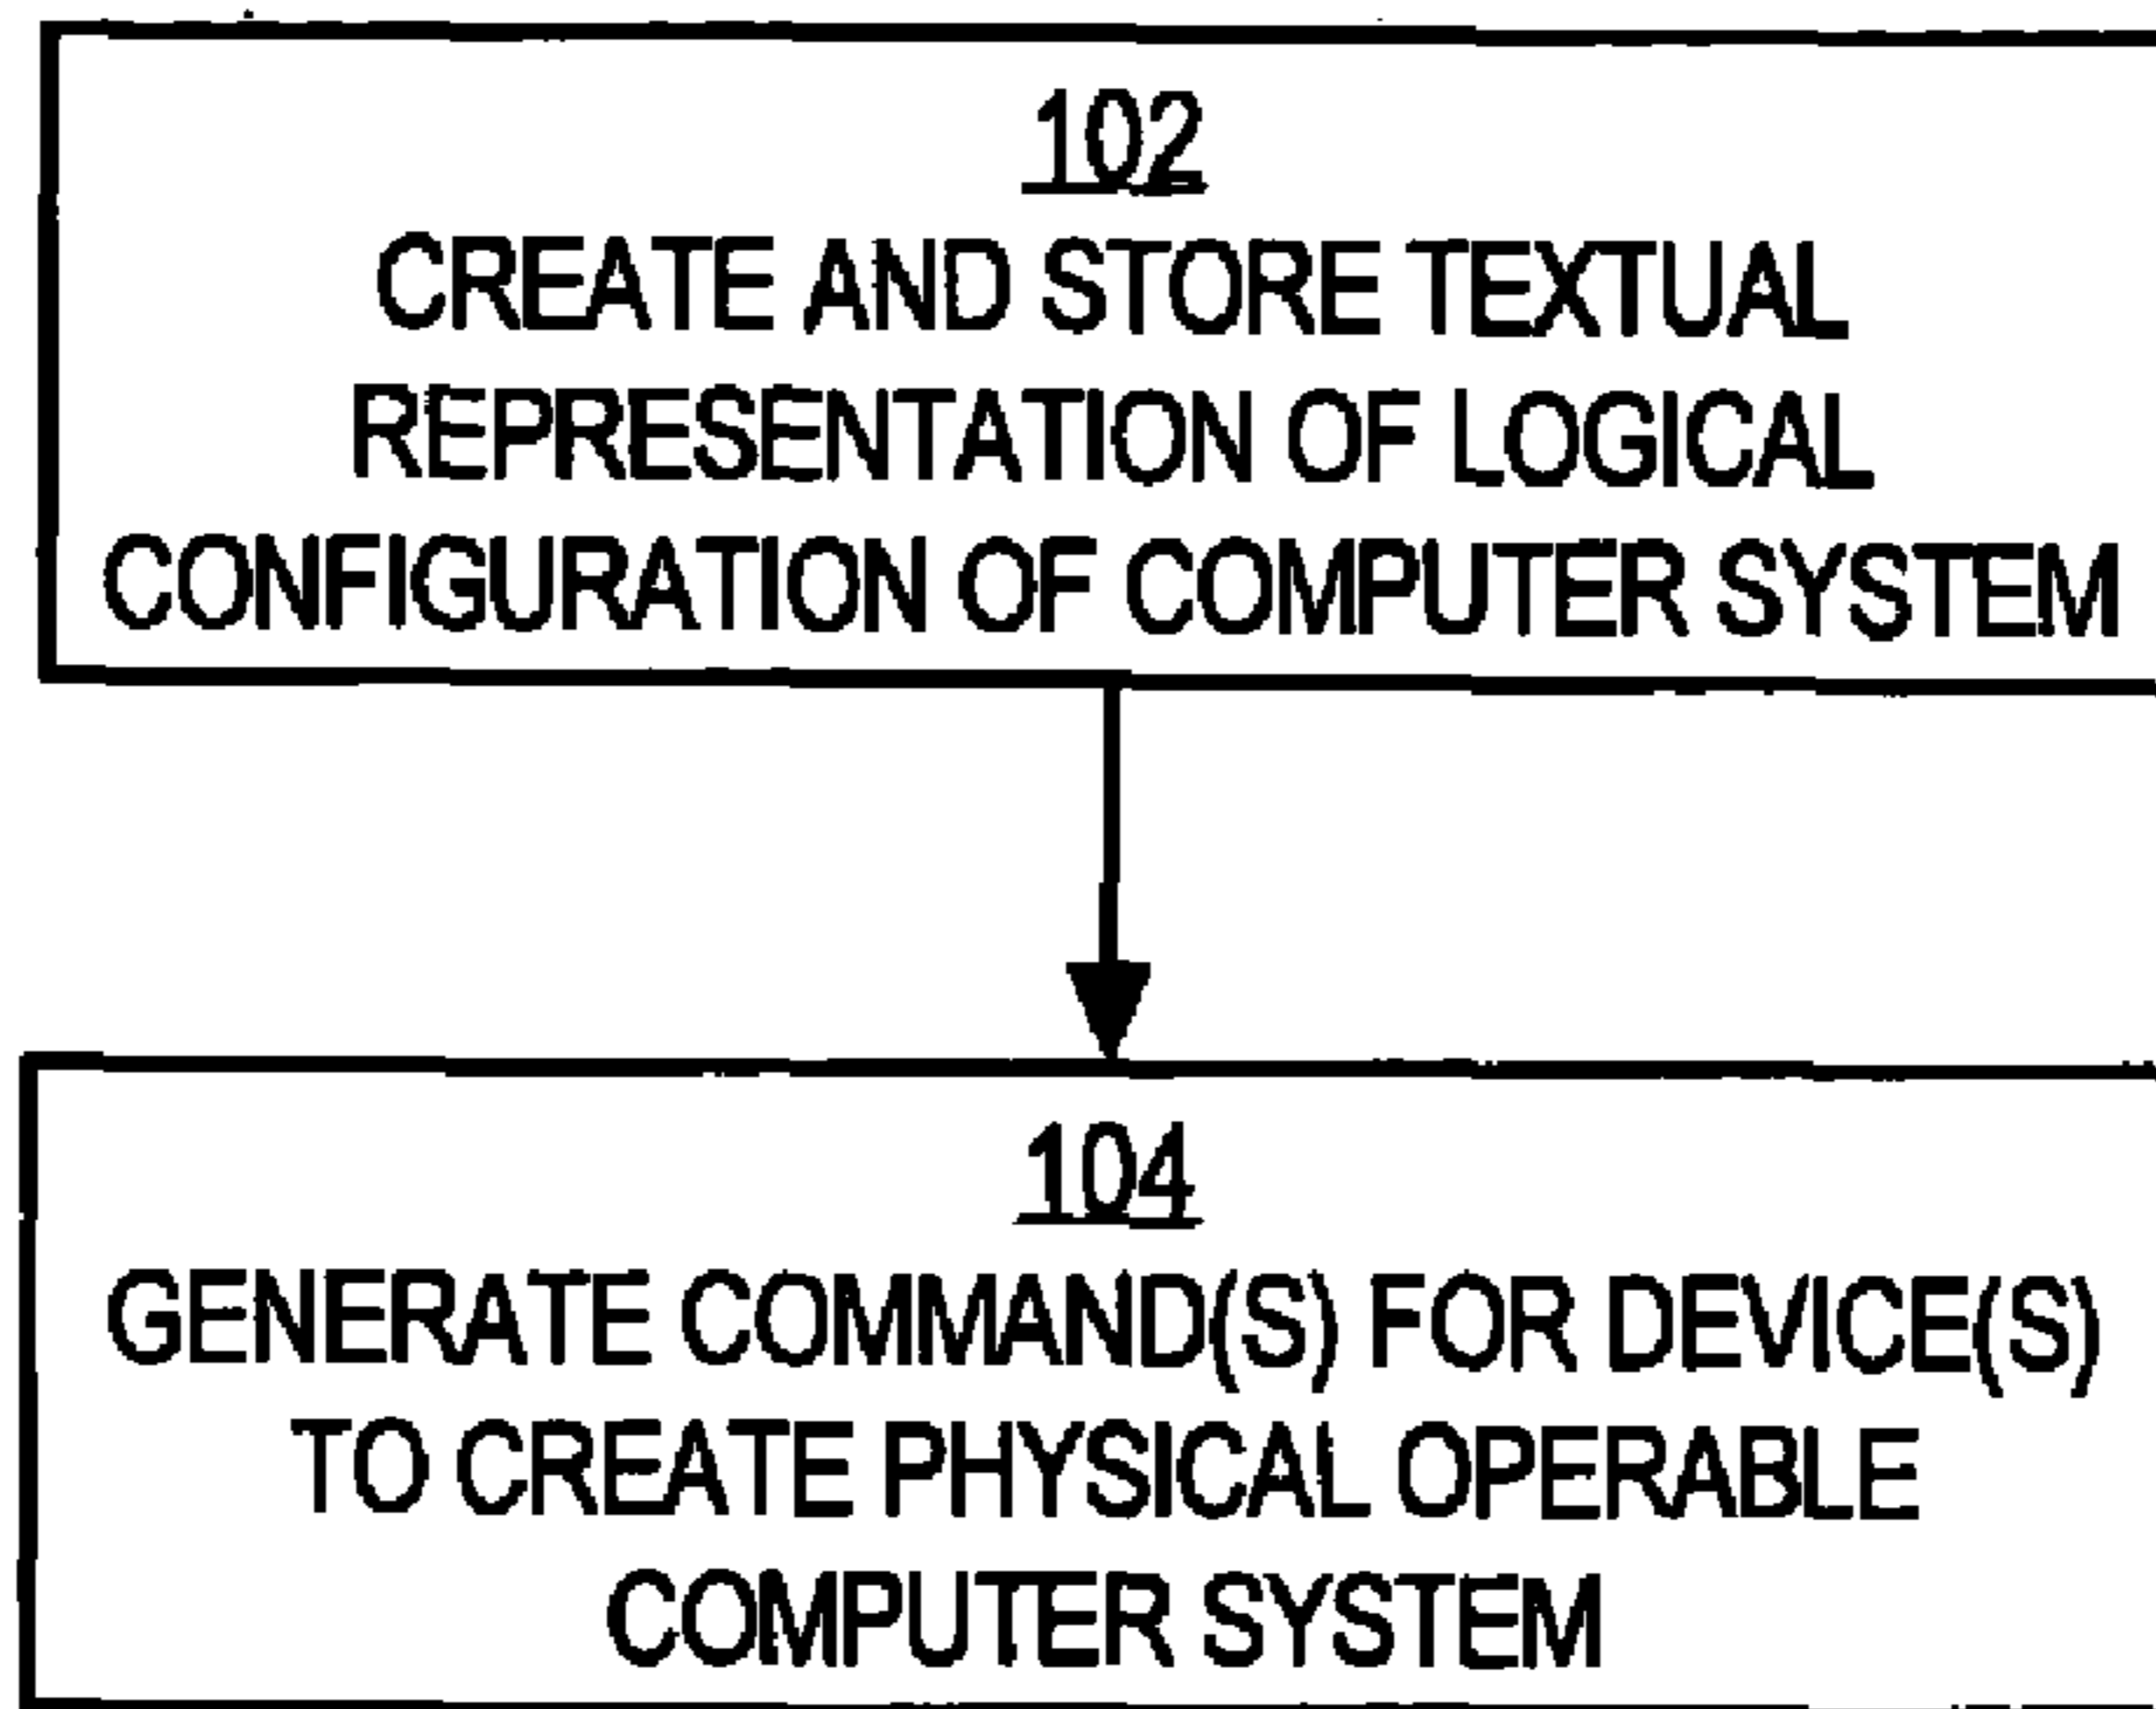 102
CREATE AND STORE TEXTUAL
REPRESENTATION OF LOGICAL
CONFIGURATION OF COMPUTER SYSTEM
104
GENERATE COMMAND(S) FOR DEVICE(S)
TO CREATE PHYSICAL OPERABLE
COMPUTER SYSTEM